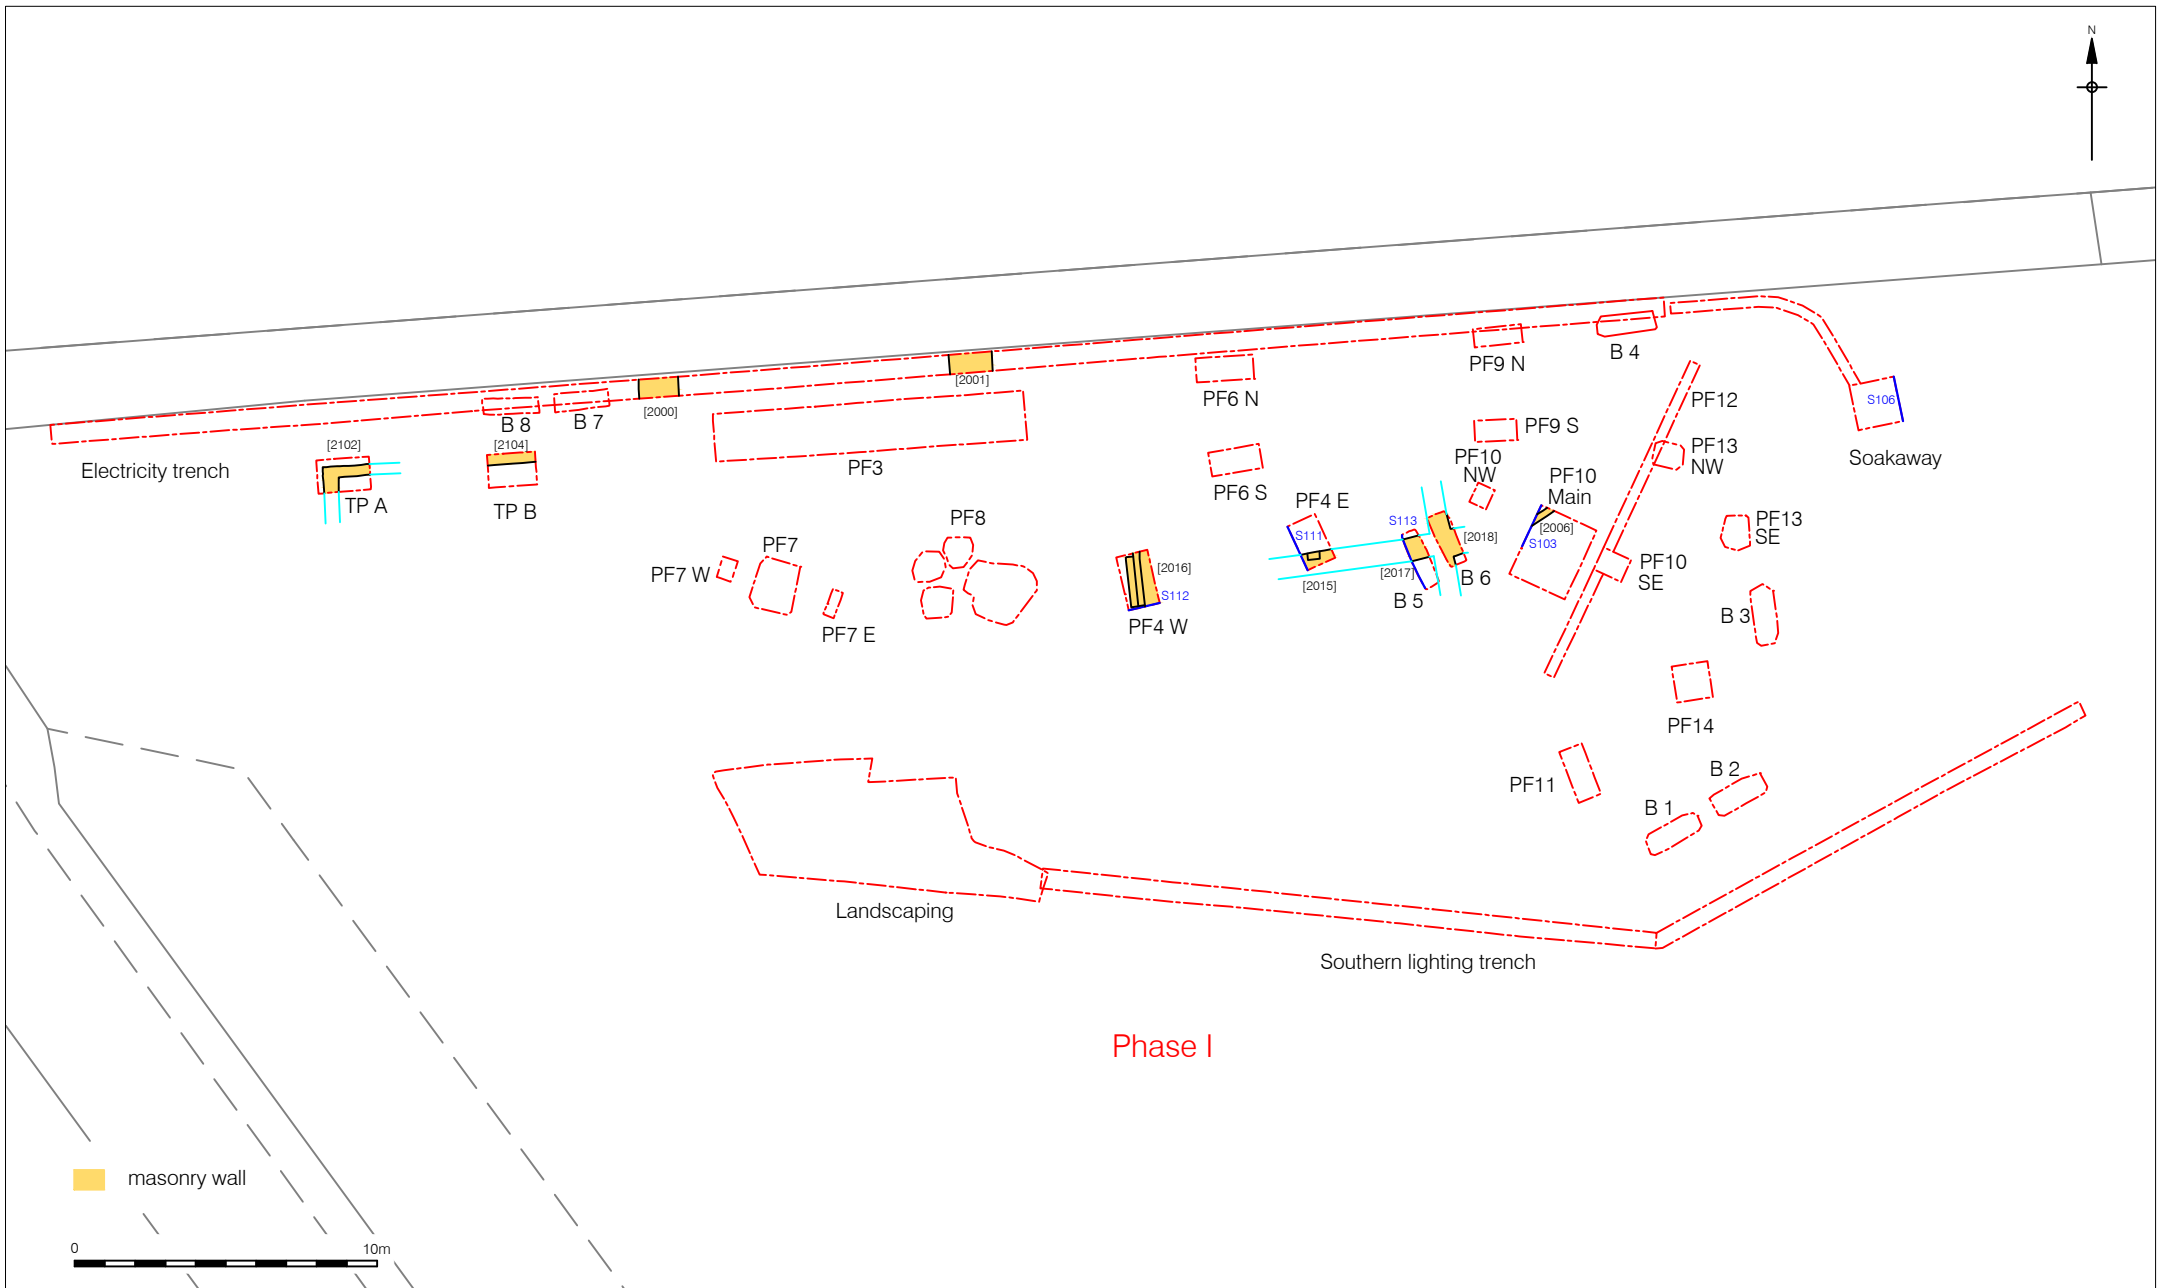 N
B 4
PF9 N
[2001]
PF6 N
PF12
S106
[2000]
B 7
B 8
PF9 S
[2102]
[2104]
PF13
NW
PF10
NW
Soakaway
Electricity trench
PF3
PF6 S
PF10
Main
TP A
TP B
PF4 E
PF8
S113
PF13
SE
S111
[2006]
[2018]
S103
PF7
PF10
SE
[2016]
[2017]
PF7 W
B 6
[2015]
S112
B 5
B 3
PF4 W
PF7 E
PF14
B 2
PF11
B 1
Landscaping
Southern lighting trench
Phase I
masonry wall
0 10m